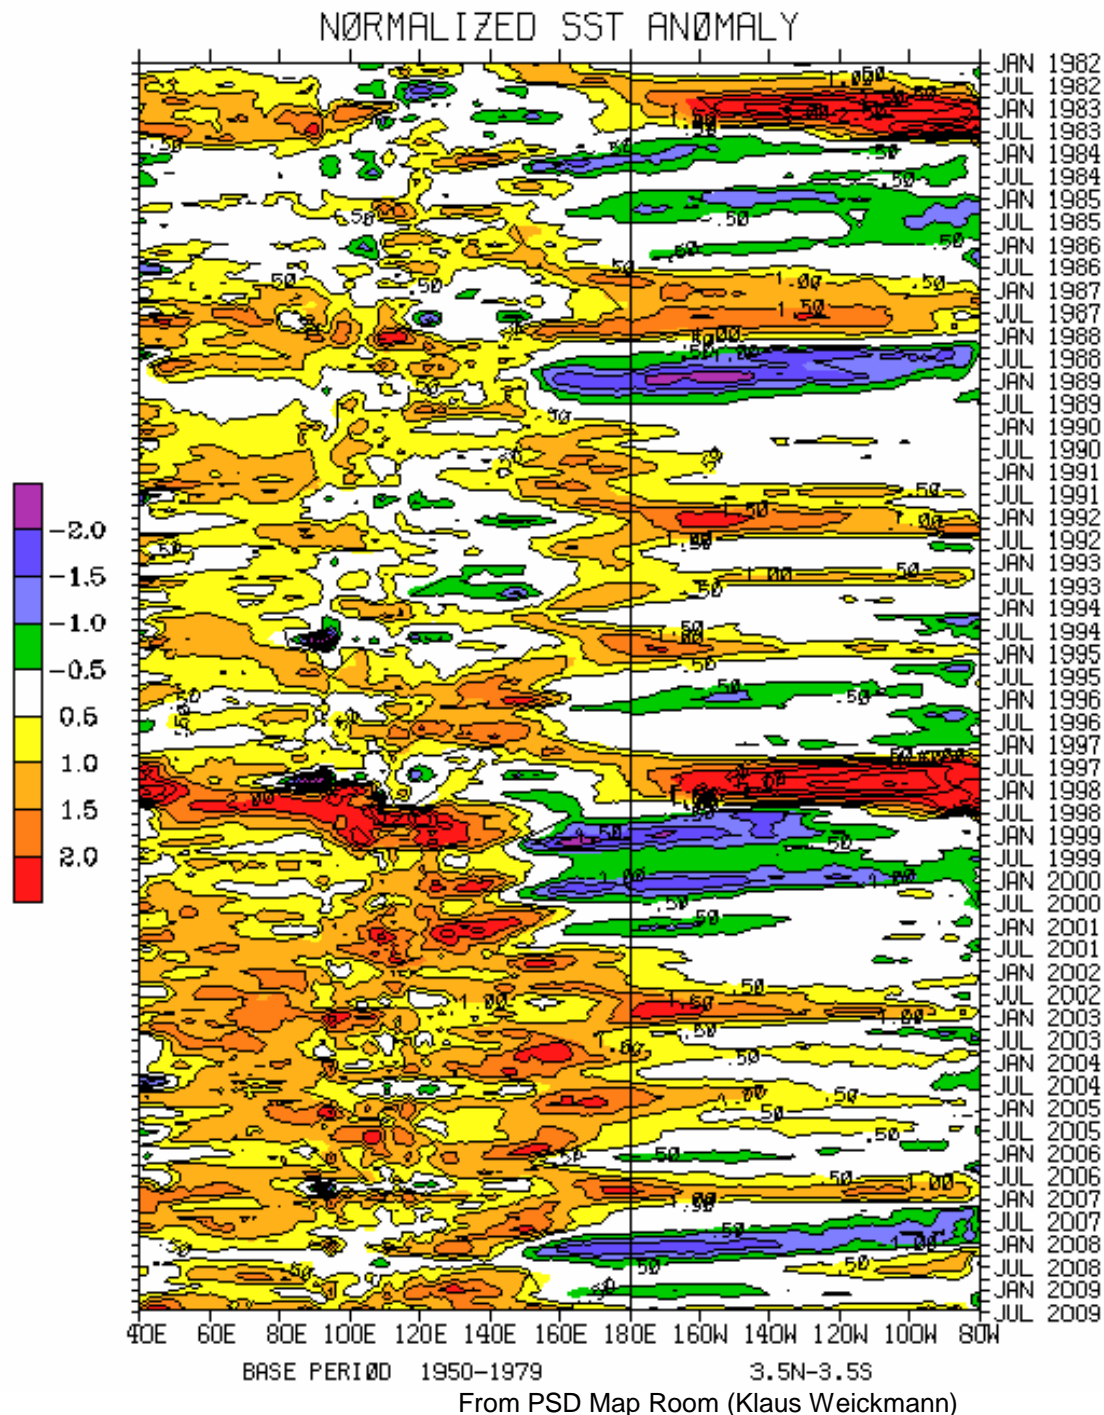 NØRMALIZED SST ANØMALY
JAN 1982
JUL 1982
JAN 1983
JUL 1983
JAN 1984
JUL 1984
JAN 1985
JUL 1985
JAN 1986
JUL 1986
JAN 1987
JUL 1987
JAN 1988
JUL 1988
JAN 1989
JUL 1989
JAN 1990
JUL 1990
JAN 1991
JUL 1991
JAN 1992
JUL 1992
JAN 1993
JUL 1993
JAN 1994
JUL 1994
JAN 1995
JUL 1995
JAN 1996
JUL 1996
JAN 1997
JUL 1997
JAN 1998
JUL 1998
JAN 1999
JUL 1999
JAN 2000
JUL 2000
JAN 2001
JUL 2001
JAN 2002
JUL 2002
JAN 2003
JUL 2003
JAN 2004
JUL 2004
JAN 2005
JUL 2005
JAN 2006
JUL 2006
JAN 2007
JUL 2007
JAN 2008
JUL 2008
JAN 2009
JUL 2009
-2.0
-1.5
-1.0
-0.5
0.5
1.0
1.5
2.0
40E 60E 80E 100E 120E 140E 160E 180E 160W 140W 120W 100W 80W
BASE PERIØD 1950-1979 3.5N-3.5S
From PSD Map Room (Klaus Weickmann)